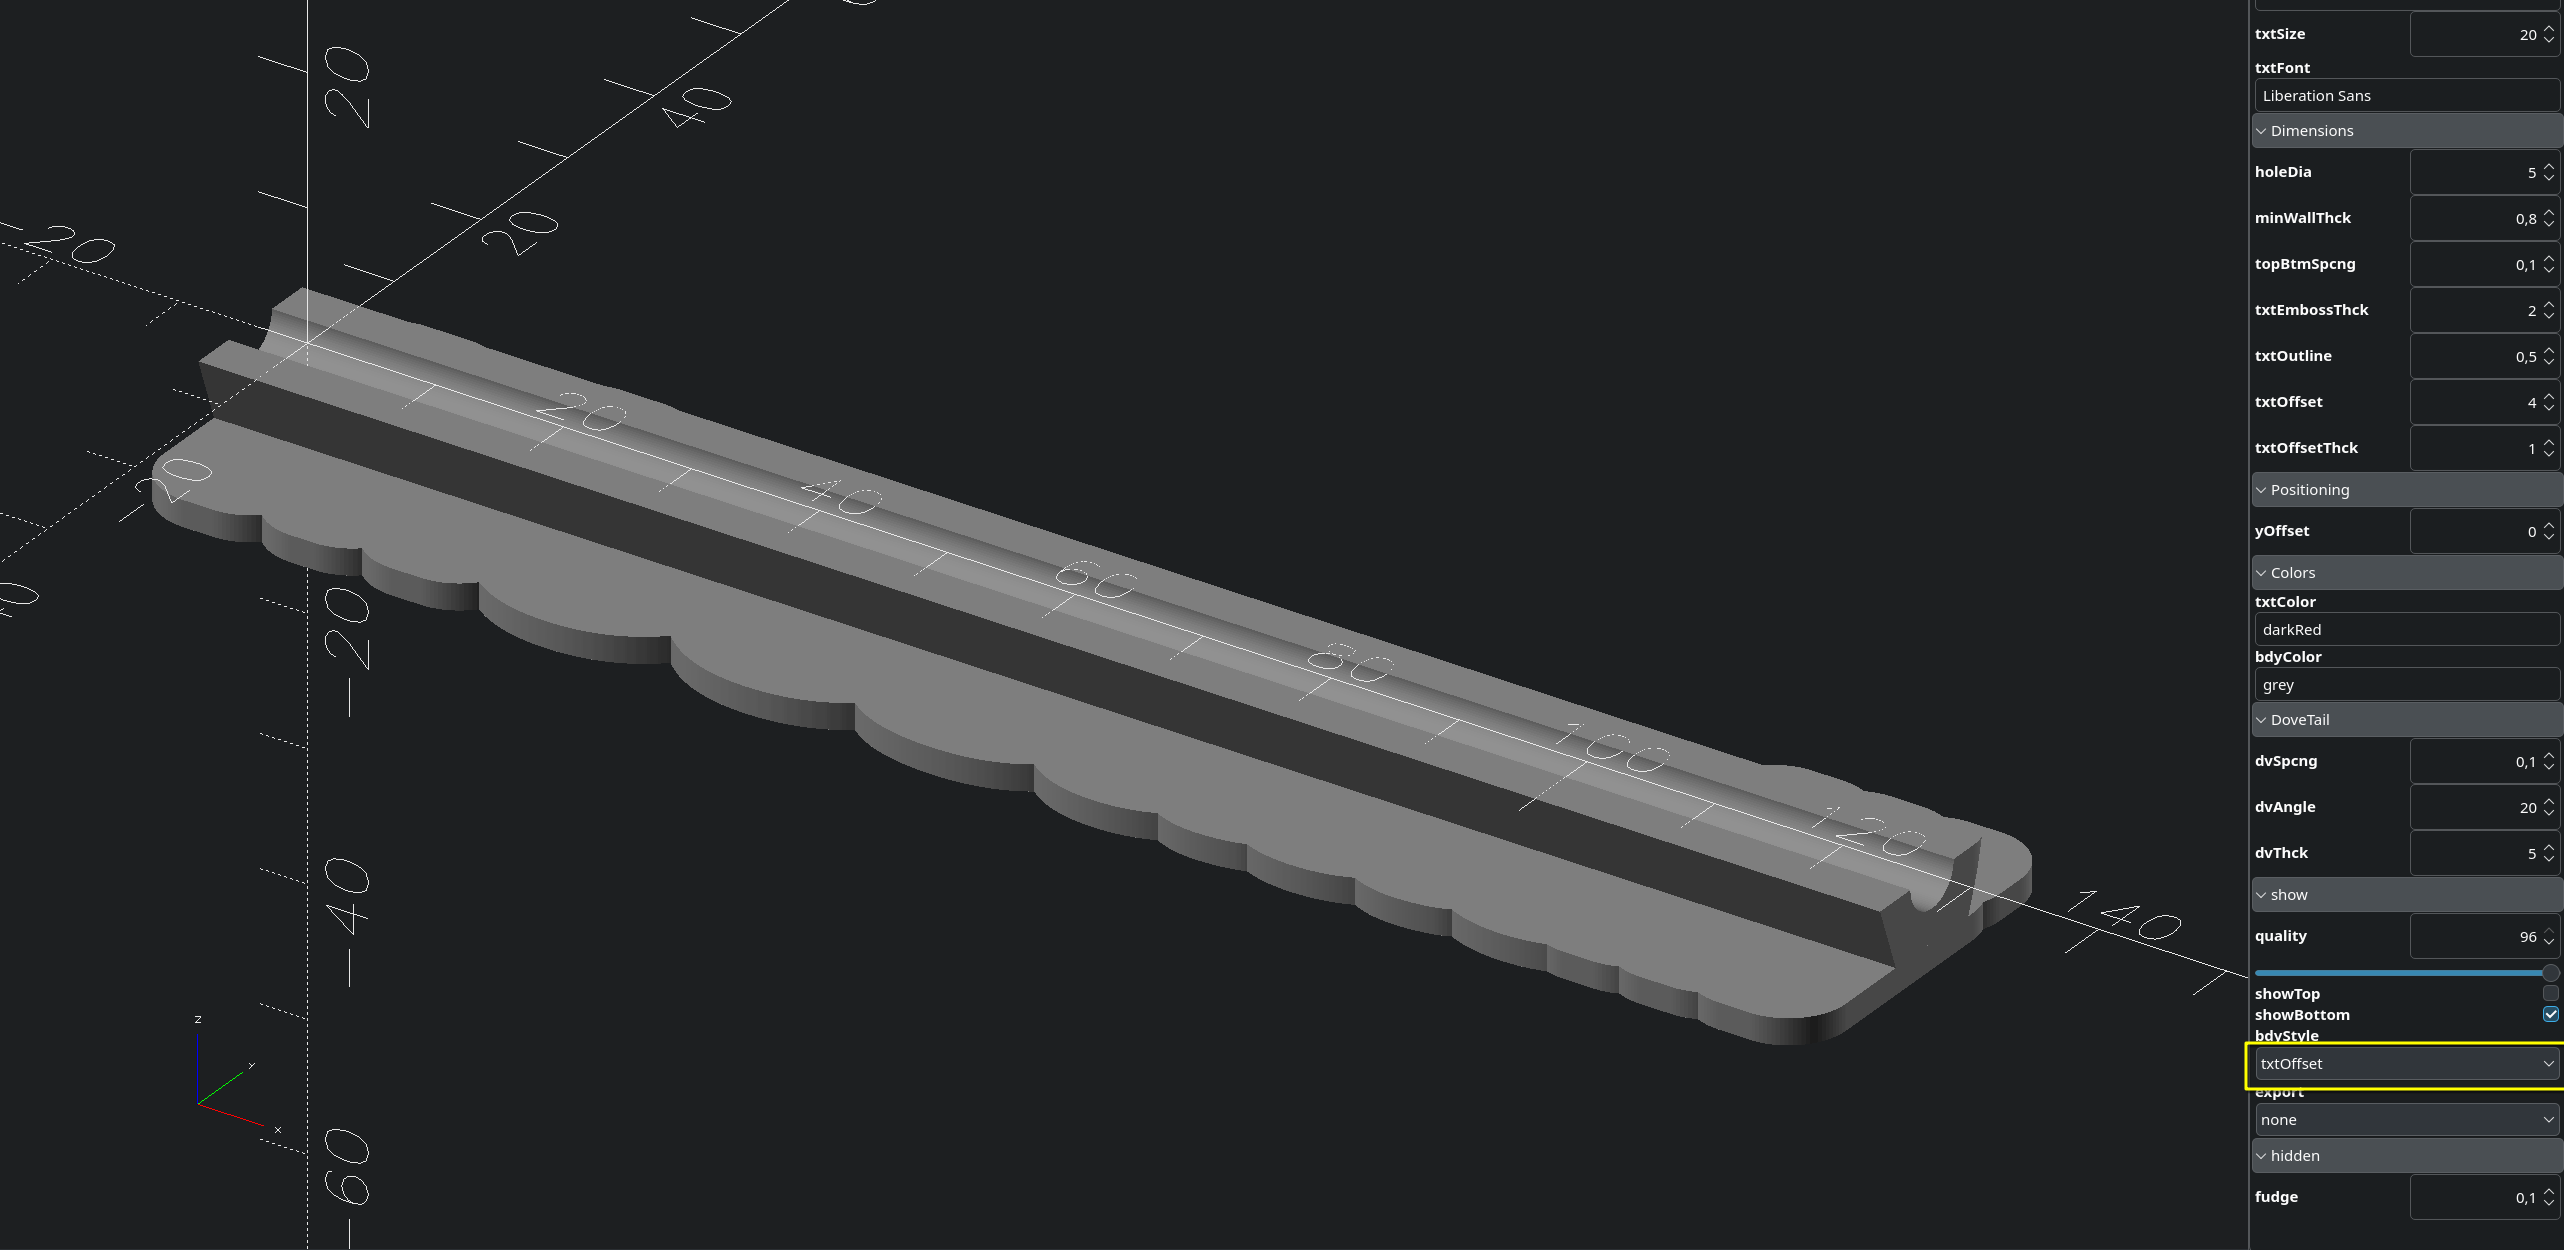 20
40
20
20
20
20
40
60
80
100
120
140
-20
-20
-40
-60
z
y
x
txtSize 20
txtFont
Liberation Sans
Dimensions
holeDia 5
minWallThck 0,8
topBtmSpcng 0,1
txtEmbossThck 2
txtOutline 0,5
txtOffset 4
txtOffsetThck 1
Positioning
yOffset 0
Colors
txtColor
darkRed
bdyColor
grey
DoveTail
dvSpcng 0,1
dvAngle 20
dvThck 5
show
quality 96
showTop
showBottom
bdyStyle
txtOffset
export
none
hidden
fudge 0,1